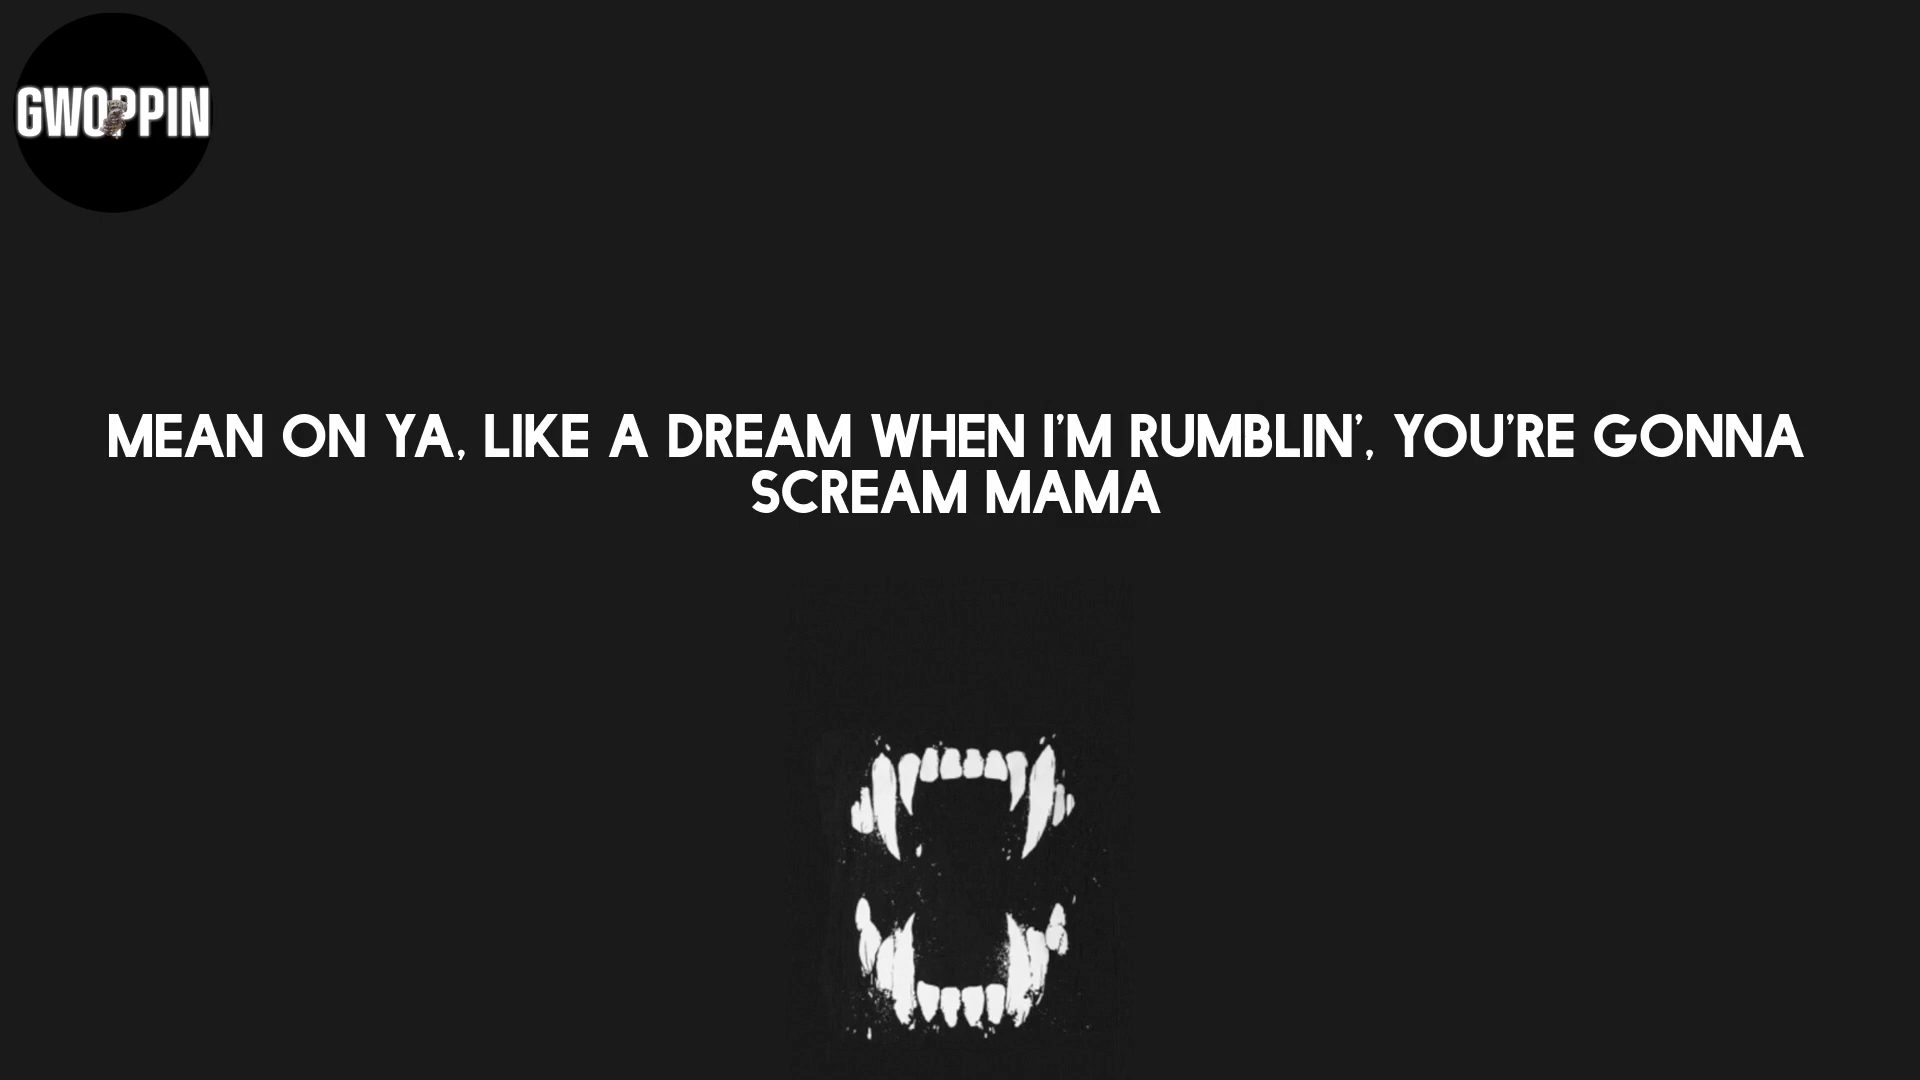 GWOPPIN
MEAN ON YA, LIKE A DREAM WHEN I'M RUMBLIN', YOU'RE GONNA
SCREAM MAMA